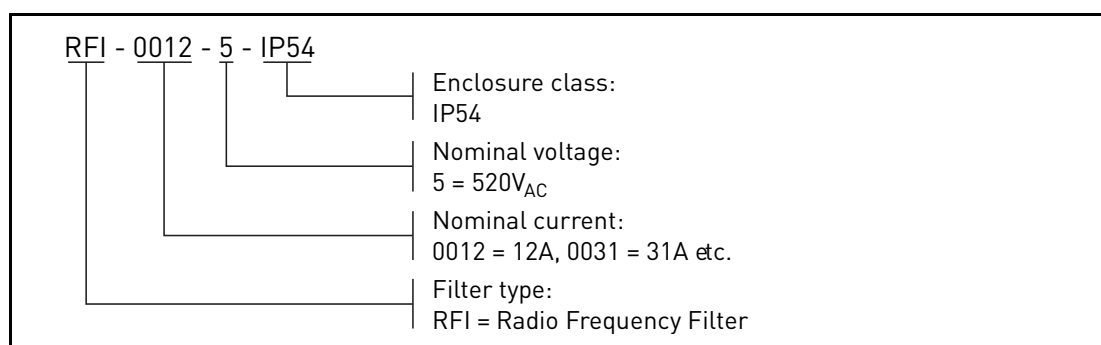 RFI - 0012 - 5 - IP54
Enclosure class:
IP54
Nominal voltage:
5 = 520VAC
Nominal current:
0012 = 12A, 0031 = 31A etc.
Filter type:
RFI = Radio Frequency Filter